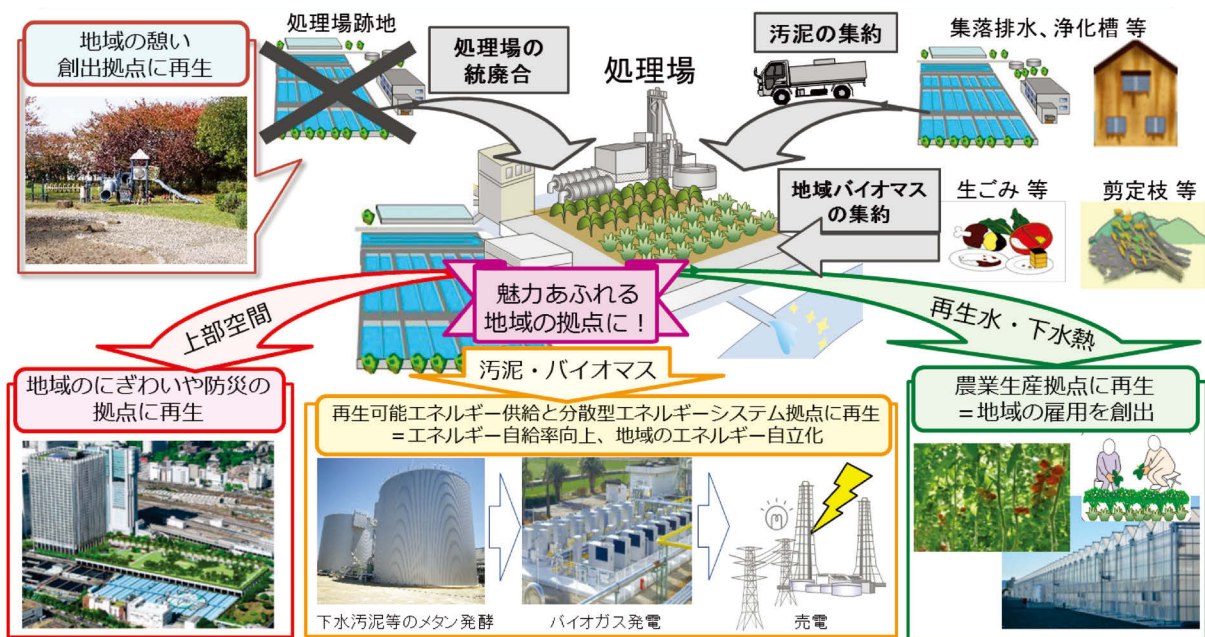 地域の憩い
創出拠点に再生
処理場跡地
処理場の
統廃合
処理場
汚泥の集約
集落排水、浄化槽 等
地域バイオマス
の集約
生ごみ 等
剪定枝 等
魅力あふれる
地域の拠点に！
上部空間
汚泥・バイオマス
再生水・下水熱
地域のにぎわいや防災の
拠点に再生
再生可能エネルギー供給と分散型エネルギーシステム拠点に再生
＝エネルギー自給率向上、地域のエネルギー自立化
下水汚泥等のメタン発酵
バイオガス発電
売電
農業生産拠点に再生
＝地域の雇用を創出